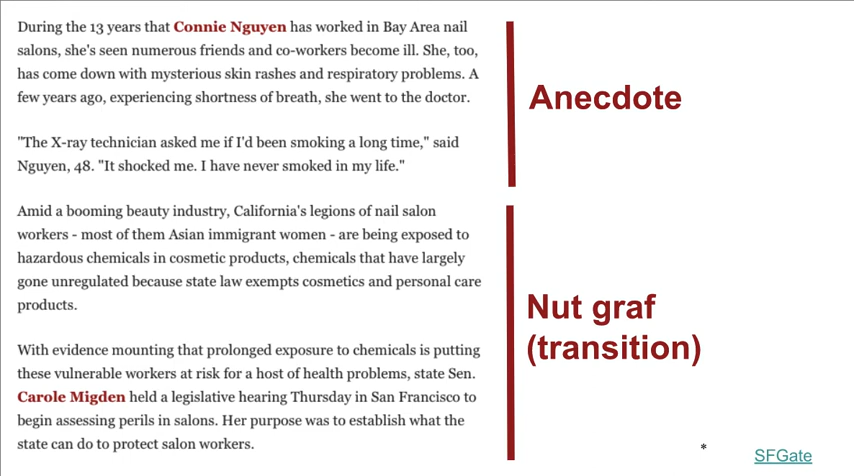 During the 13 years that Connie Nguyen has worked in Bay Area nail
salons, she's seen numerous friends and co-workers become ill. She, too,
has come down with mysterious skin rashes and respiratory problems. A
few years ago, experiencing shortness of breath, she went to the doctor.
"The X-ray technician asked me if I'd been smoking a long time," said
Nguyen, 48. "It shocked me. I have never smoked in my life."
Anecdote
Amid a booming beauty industry, California's legions of nail salon
workers - most of them Asian immigrant women - are being exposed to
hazardous chemicals in cosmetic products, chemicals that have largely
gone unregulated because state law exempts cosmetics and personal care
products.
With evidence mounting that prolonged exposure to chemicals is putting
these vulnerable workers at risk for a host of health problems, state Sen.
Carole Migden held a legislative hearing Thursday in San Francisco to
begin assessing perils in salons. Her purpose was to establish what the
state can do to protect salon workers.
Nut graf
(transition)
*
SFGate